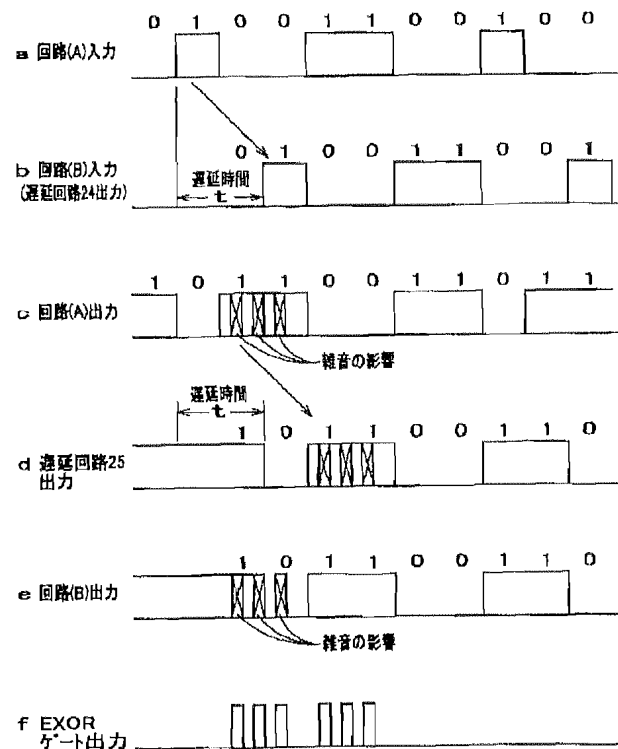 0 1 0 0 1 1 0 0 1 0 0
a 回路(A)入力
0 1 0 0 1 1 0 0 1
b 回路(B)入力
(遅延回路24出力)
遅延時間
t
1 0 1 1 0 0 1 1 0 1 1
c 回路(A)出力
雑音の影響
遅延時間
t
1 0 1 1 0 0 1 1 0
d 遅延回路25
出力
1 0 1 1 0 0 1 1 0
e 回路(B)出力
雑音の影響
f EXOR
ゲート出力